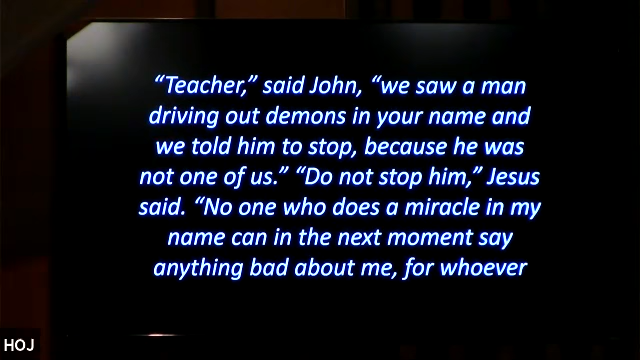 “Teacher,” said John, “we saw a man
driving out demons in your name and
we told him to stop, because he was
not one of us.” “Do not stop him,” Jesus
said. “No one who does a miracle in my
name can in the next moment say
anything bad about me, for whoever
HOJ